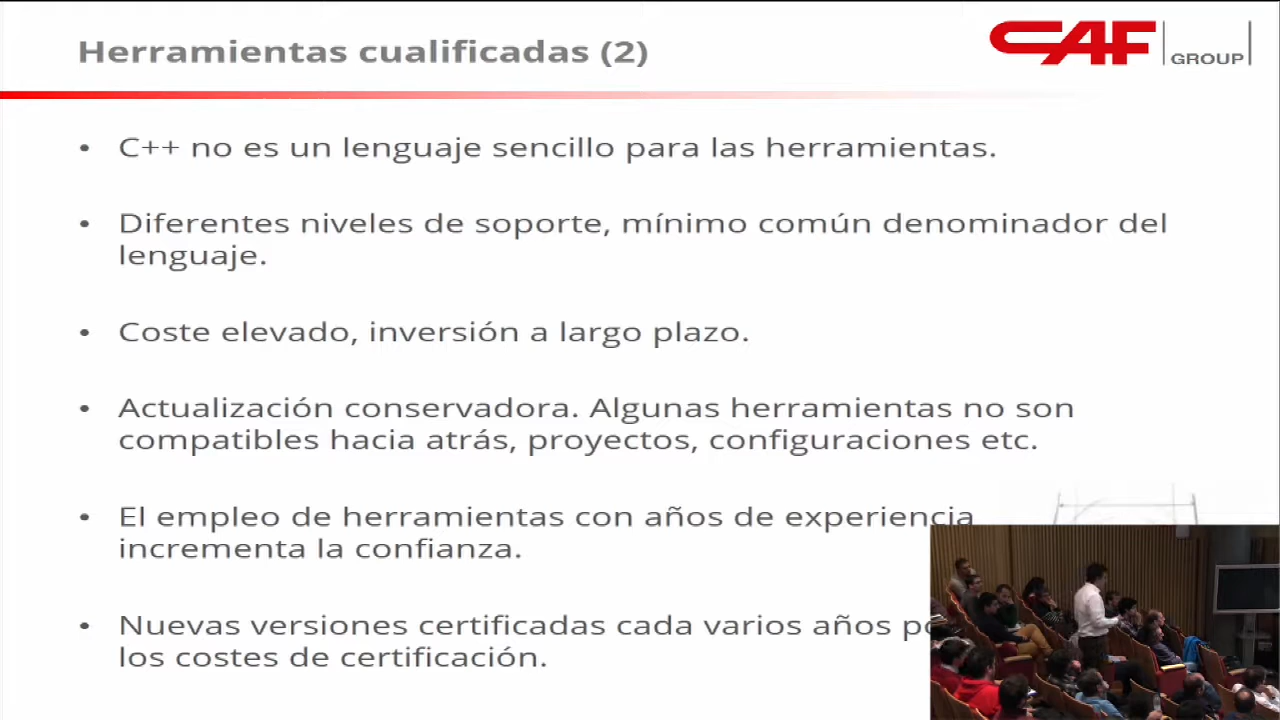 Herramientas cualificadas (2)
CAF GROUP
• C++ no es un lenguaje sencillo para las herramientas.
• Diferentes niveles de soporte, mínimo común denominador del
lenguaje.
• Coste elevado, inversión a largo plazo.
• Actualización conservadora. Algunas herramientas no son
compatibles hacia atrás, proyectos, configuraciones etc.
• El empleo de herramientas con años de experiencia
incrementa la confianza.
• Nuevas versiones certificadas cada varios años
los costes de certificación.